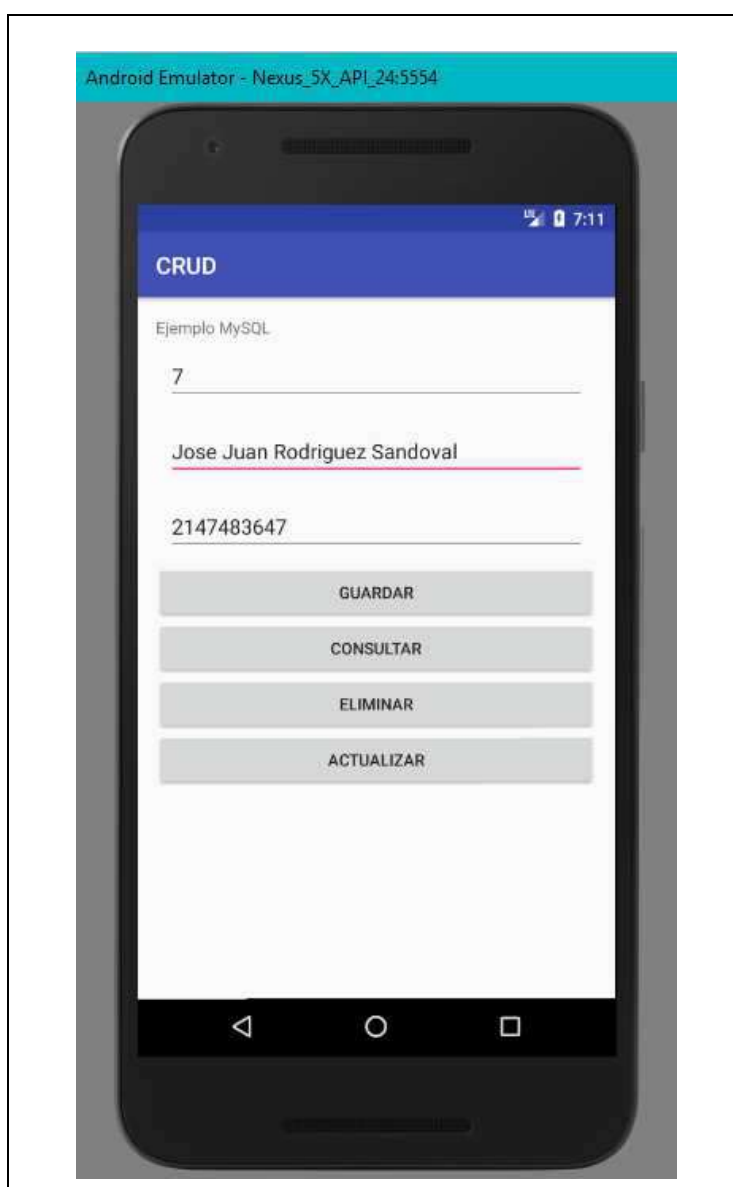 Android Emulator - Nexus_5X_API_24:5554
7:11
CRUD
Ejemplo MySQL
7
Jose Juan Rodriguez Sandoval
2147483647
GUARDAR
CONSULTAR
ELIMINAR
ACTUALIZAR